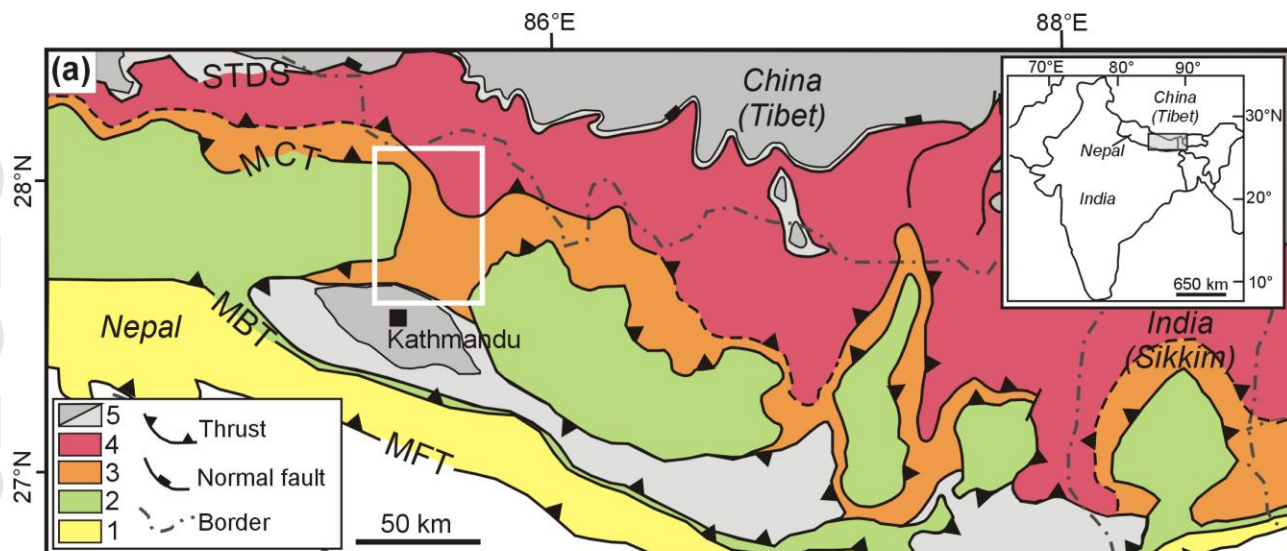 86°E
88°E
(a)
STDS
China
(Tibet)
70°E
80°
90°
China
(Tibet)
30°N
Nepal
20°
India
10°
650 km
28°N
MCT
MBT
Nepal
Kathmandu
India
(Sikkim)
MFT
27°N
5
4
3
2
1
Thrust
Normal fault
Border
50 km